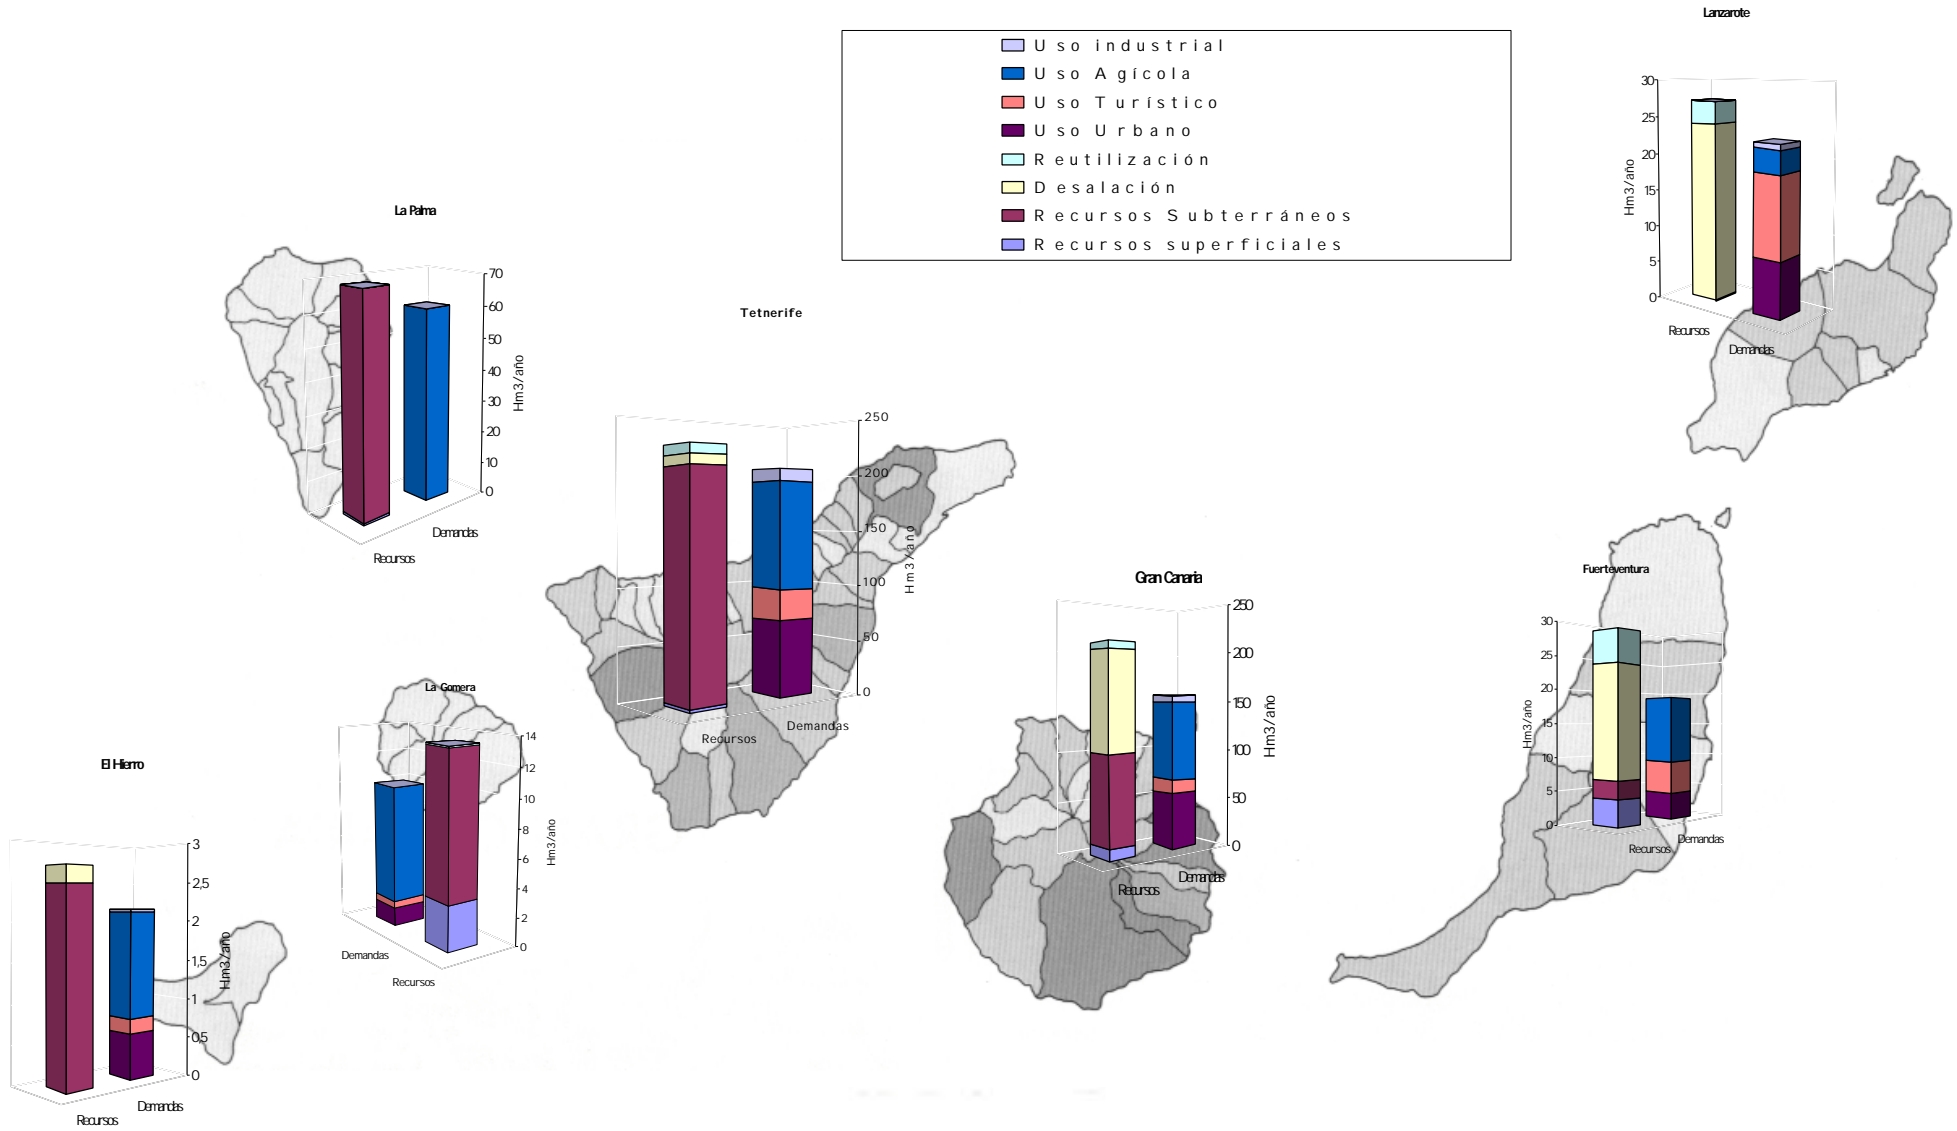 Lanzarote
Uso industrial
Uso Agícola
Uso Turístico
Uso Urbano
Reutilización
Desalación
Recursos Subterráneos
Recursos superficiales
30
25
20
15
10
5
0
Hm3/año
Recursos
Demandas
La Palma
70
60
50
40
30
20
10
0
Hm3/año
Demandas
Recursos
Tetnerife
250
200
150
100
50
0
Hm3/año
Demandas
Recursos
Gran Canaria
250
200
150
100
50
0
Hm3/año
Demandas
Recursos
Fuerteventura
30
25
20
15
10
5
0
Hm3/año
Demandas
Recursos
La Gomera
14
12
10
8
6
4
2
0
Hm3/año
Demandas
Recursos
El Hierro
3
2,5
2
1,5
1
0,5
0
Hm3/año
Demandas
Recursos